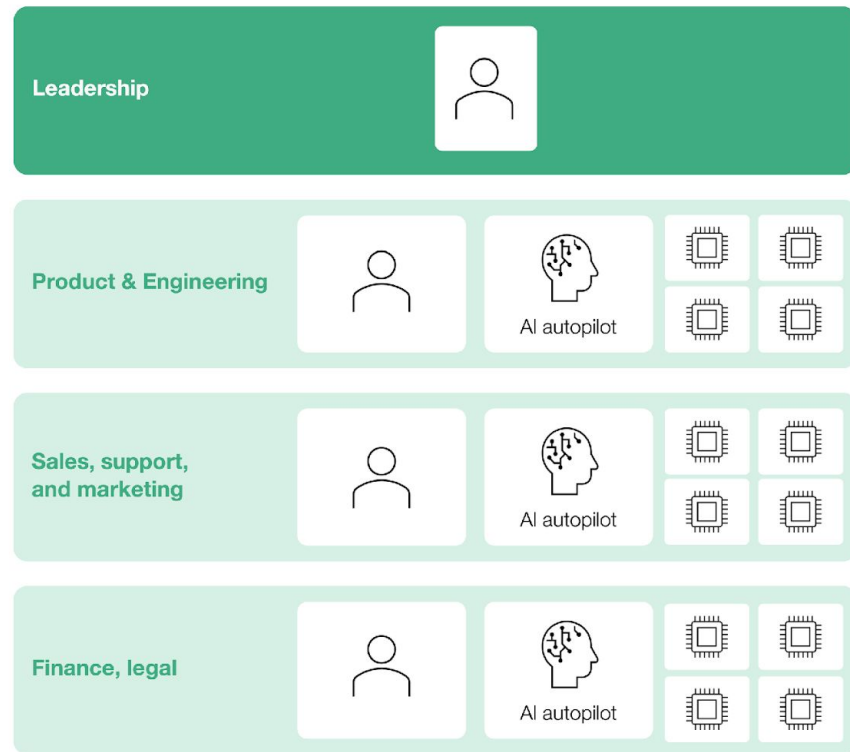 Leadership
Product & Engineering
AI autopilot
Sales, support,
and marketing
AI autopilot
Finance, legal
AI autopilot